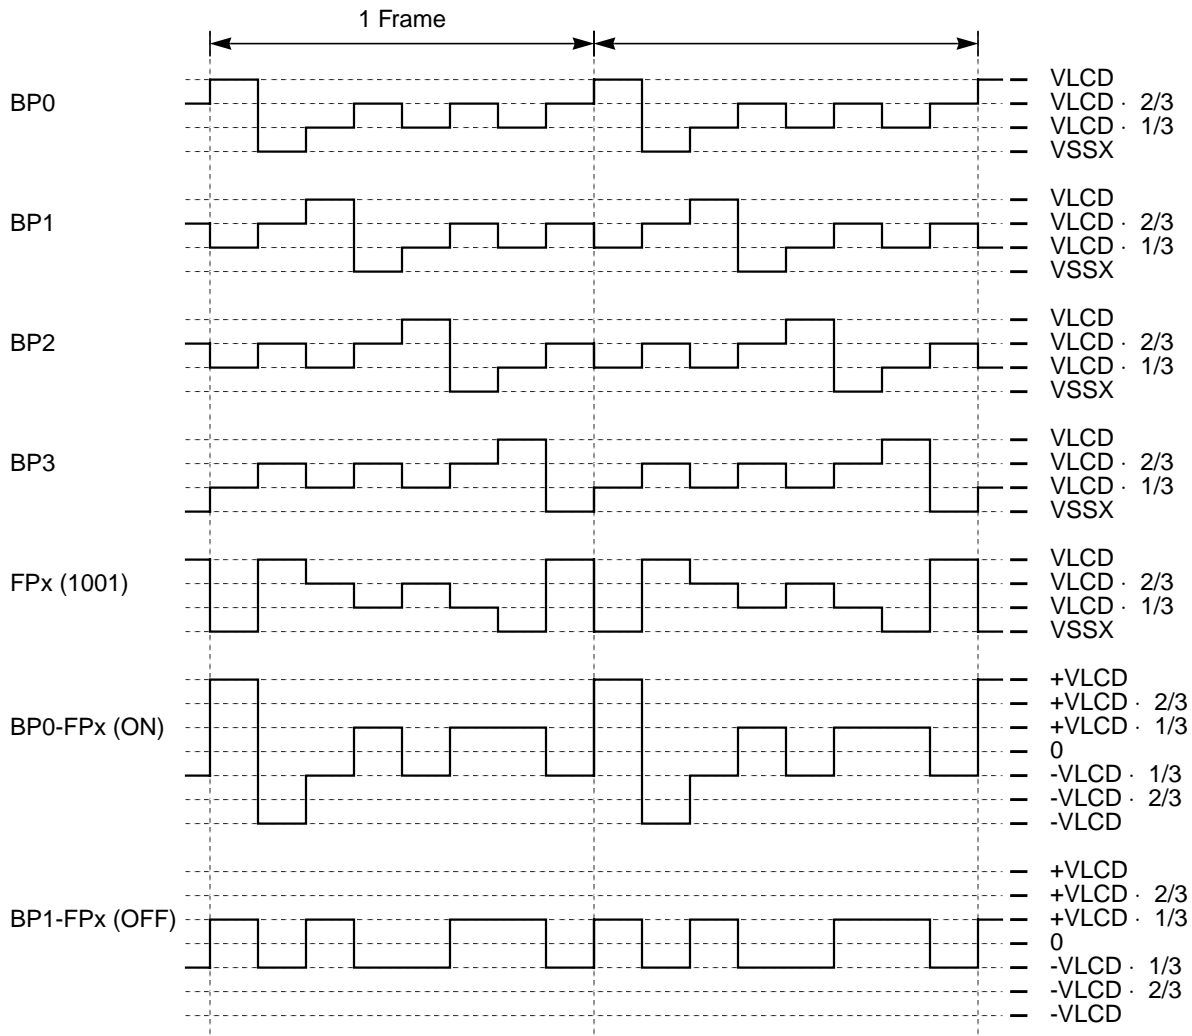 1 Frame
BP0
VLCD
VLCD · 2/3
VLCD · 1/3
VSSX
BP1
VLCD
VLCD · 2/3
VLCD · 1/3
VSSX
BP2
VLCD
VLCD · 2/3
VLCD · 1/3
VSSX
BP3
VLCD
VLCD · 2/3
VLCD · 1/3
VSSX
FPx (1001)
VLCD
VLCD · 2/3
VLCD · 1/3
VSSX
BP0-FPx (ON)
+VLCD
+VLCD · 2/3
+VLCD · 1/3
0
-VLCD · 1/3
-VLCD · 2/3
-VLCD
BP1-FPx (OFF)
+VLCD
+VLCD · 2/3
+VLCD · 1/3
0
-VLCD · 1/3
-VLCD · 2/3
-VLCD